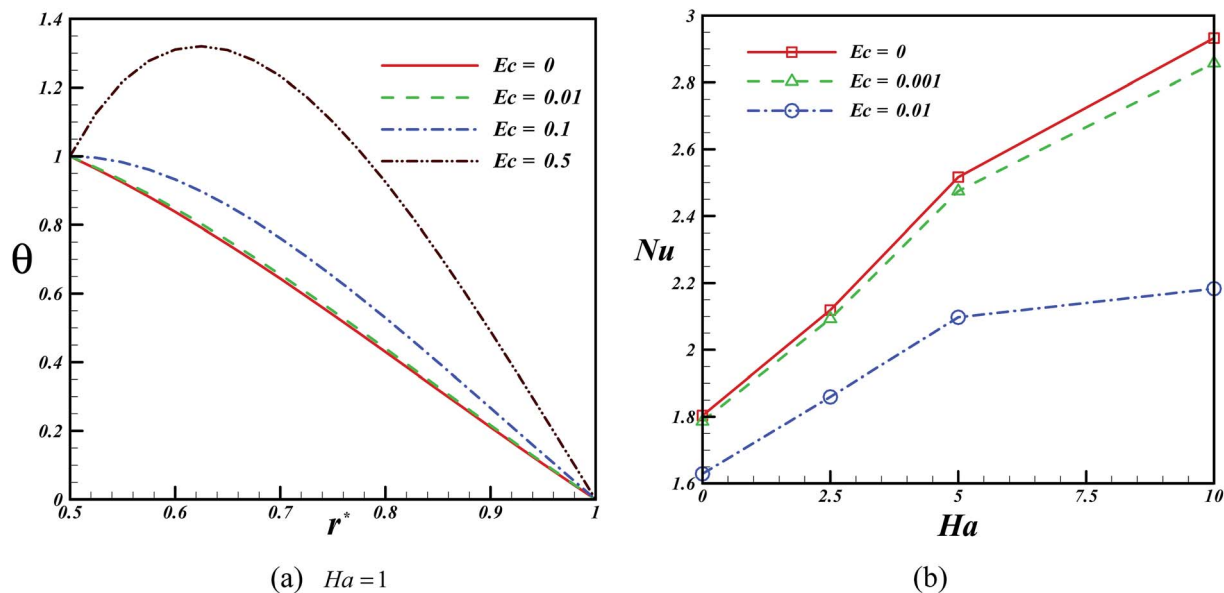 1.4
1.2
1
0.8
0.6
0.4
0.2
0
θ
Ec = 0
Ec = 0.01
Ec = 0.1
Ec = 0.5
0.5 0.6 0.7 0.8 0.9 1
r*
(a) Ha = 1
3
2.8
2.6
2.4
2.2
2
1.8
1.6
Nu
Ec = 0
Ec = 0.001
Ec = 0.01
0 2.5 5 7.5 10
Ha
(b)